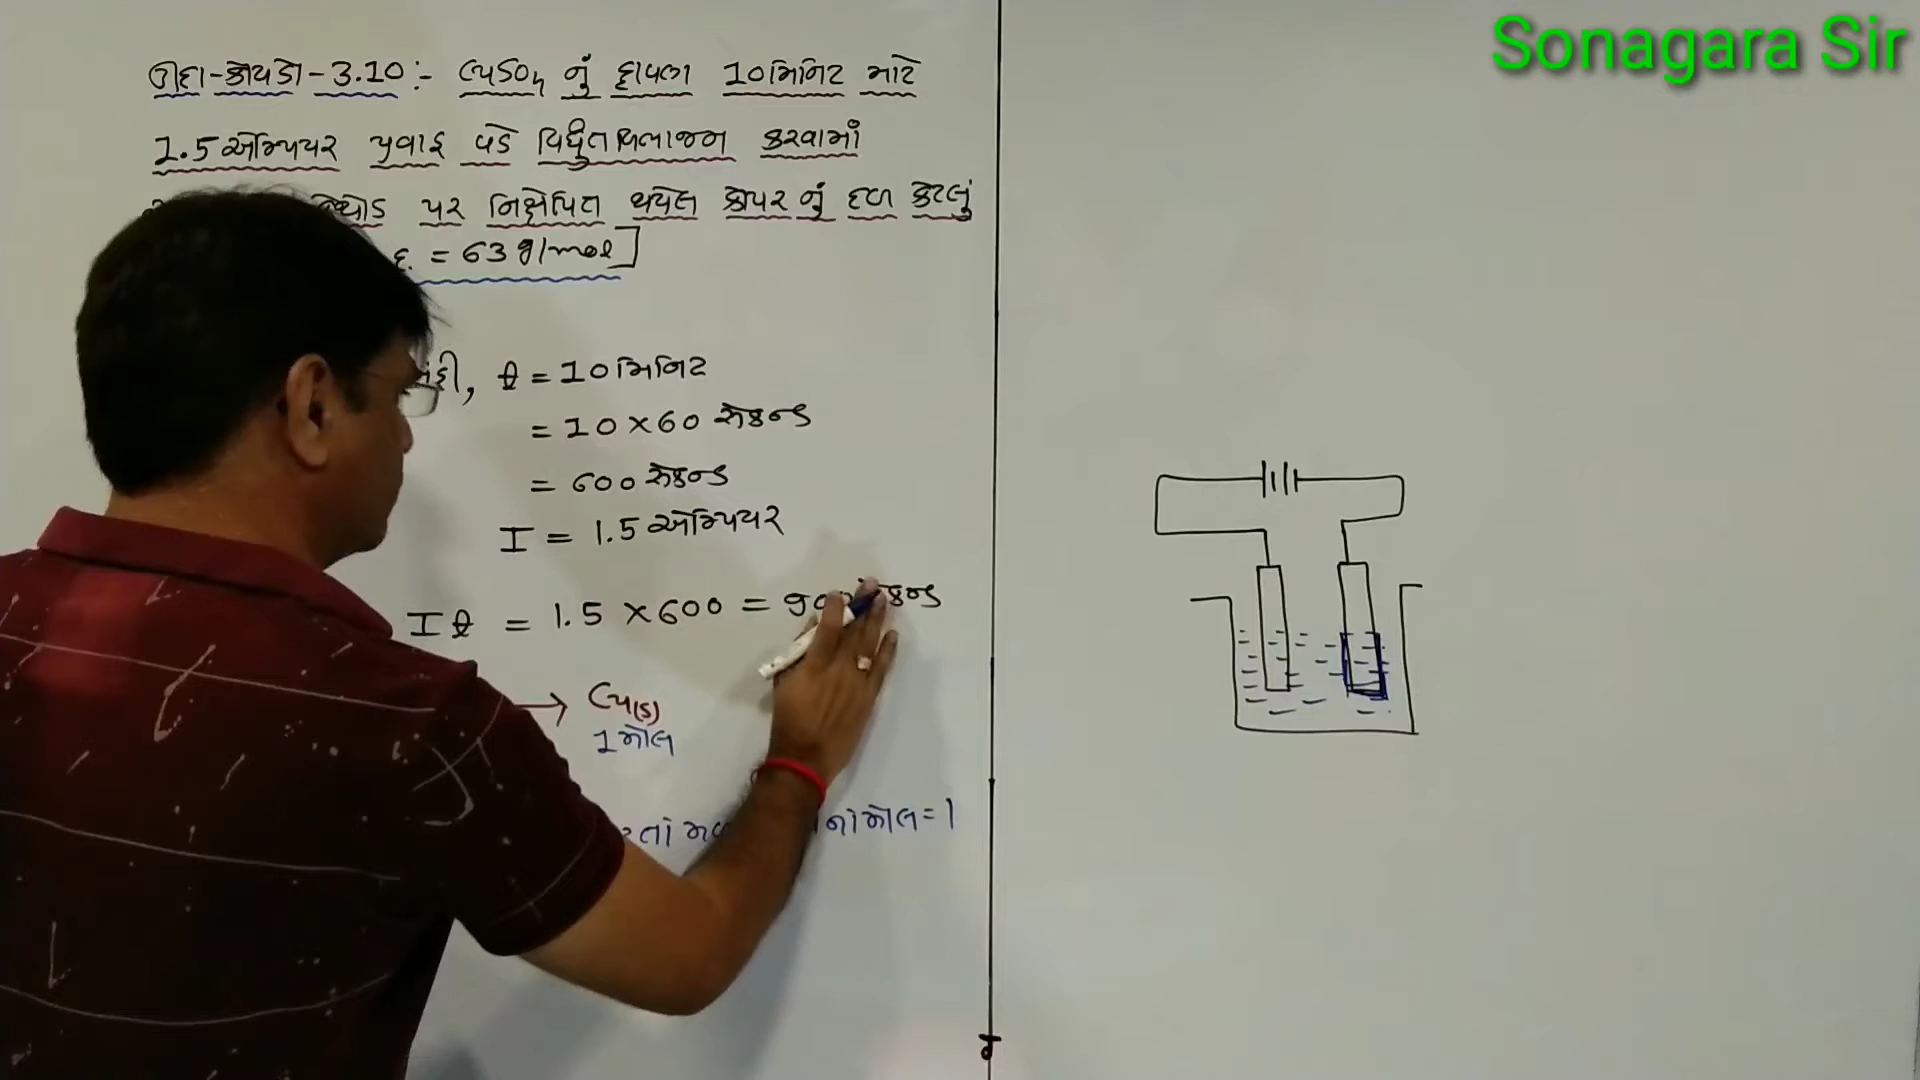 Sonagara Sir
ઉદા-કોયડો-3.10 :- CuSO4 નું દ્રાવણ 10 મિનિટ માટે
1.5 એમ્પિયર પ્રવાહ વડે વિદ્યુતવિભાજન કરવામાં
પર નિક્ષેપિત થયેલ કોપર નું દળ કેટલું
= 63 g/mol]
t = 10 મિનિટ
= 10 × 60 સેકન્ડ
= 600 સેકન્ડ
I = 1.5 એમ્પિયર
It = 1.5 × 600 = 900
→ Cu(s)
1 મોલ
મોલ = 1